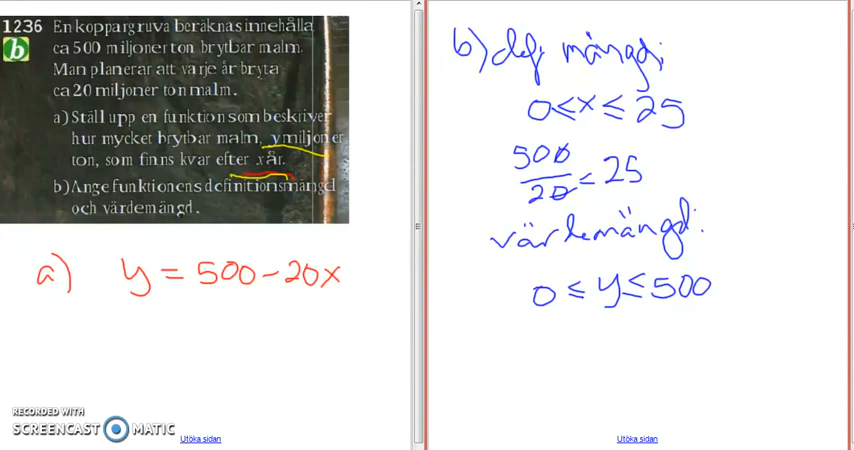 1236 En koppargruva beräknas innehålla
b ca 500 miljoner ton brytbar malm.
Man planerar att varje år bryta
ca 20 miljoner ton malm.
a) Ställ upp en funktion som beskriver
hur mycket brytbar malm, y miljoner
ton, som finns kvar efter x år.
b) Ange funktionens definitionsmängd
och värdemängd.
a) y = 500 - 20x
RECORDED WITH
SCREENCAST MATIC
Utöka sidan
b) def mängd:
0 ≤ x ≤ 25
500/20 = 25
värdemängd:
0 ≤ y ≤ 500
Utöka sidan